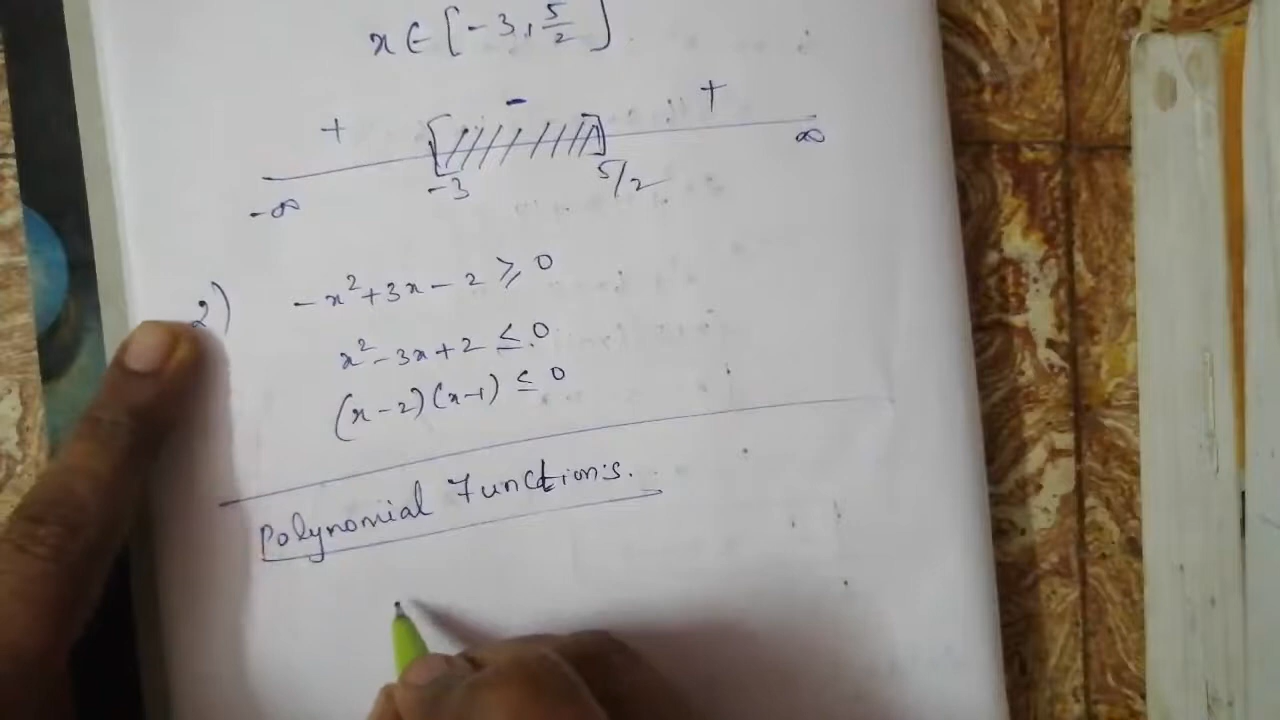 x ∈ [-3, 5/2]
+ - +
-∞ -3 5/2 ∞
2) -x²+3x-2 ≥ 0
x²-3x+2 ≤ 0
(x-2)(x-1) ≤ 0
Polynomial Functions.